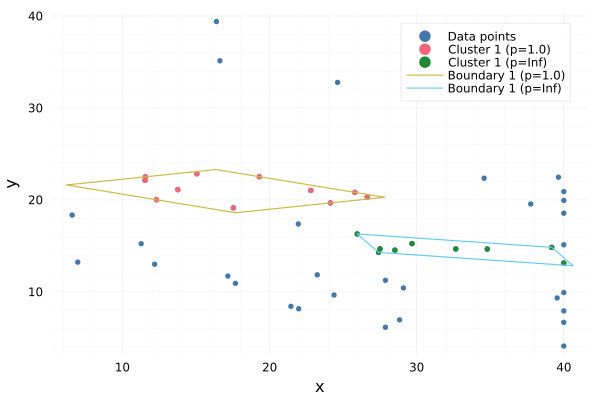 40
Data points
Cluster 1 (p=1.0)
Cluster 1 (p=Inf)
Boundary 1 (p=1.0)
Boundary 1 (p=Inf)
30
y
20
10
10 20 30 40
x